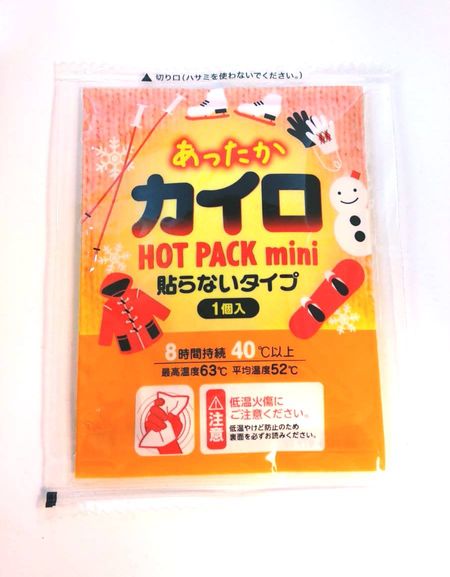 ▲ 切り口(ハサミを使わないでください。)
あったか
カイロ
HOT PACK mini
貼らないタイプ
1個入
8時間持続 40℃以上
最高温度63℃ 平均温度52℃
注意
低温火傷に
ご注意ください。
低温やけど防止のため
裏面を必ずお読みください。